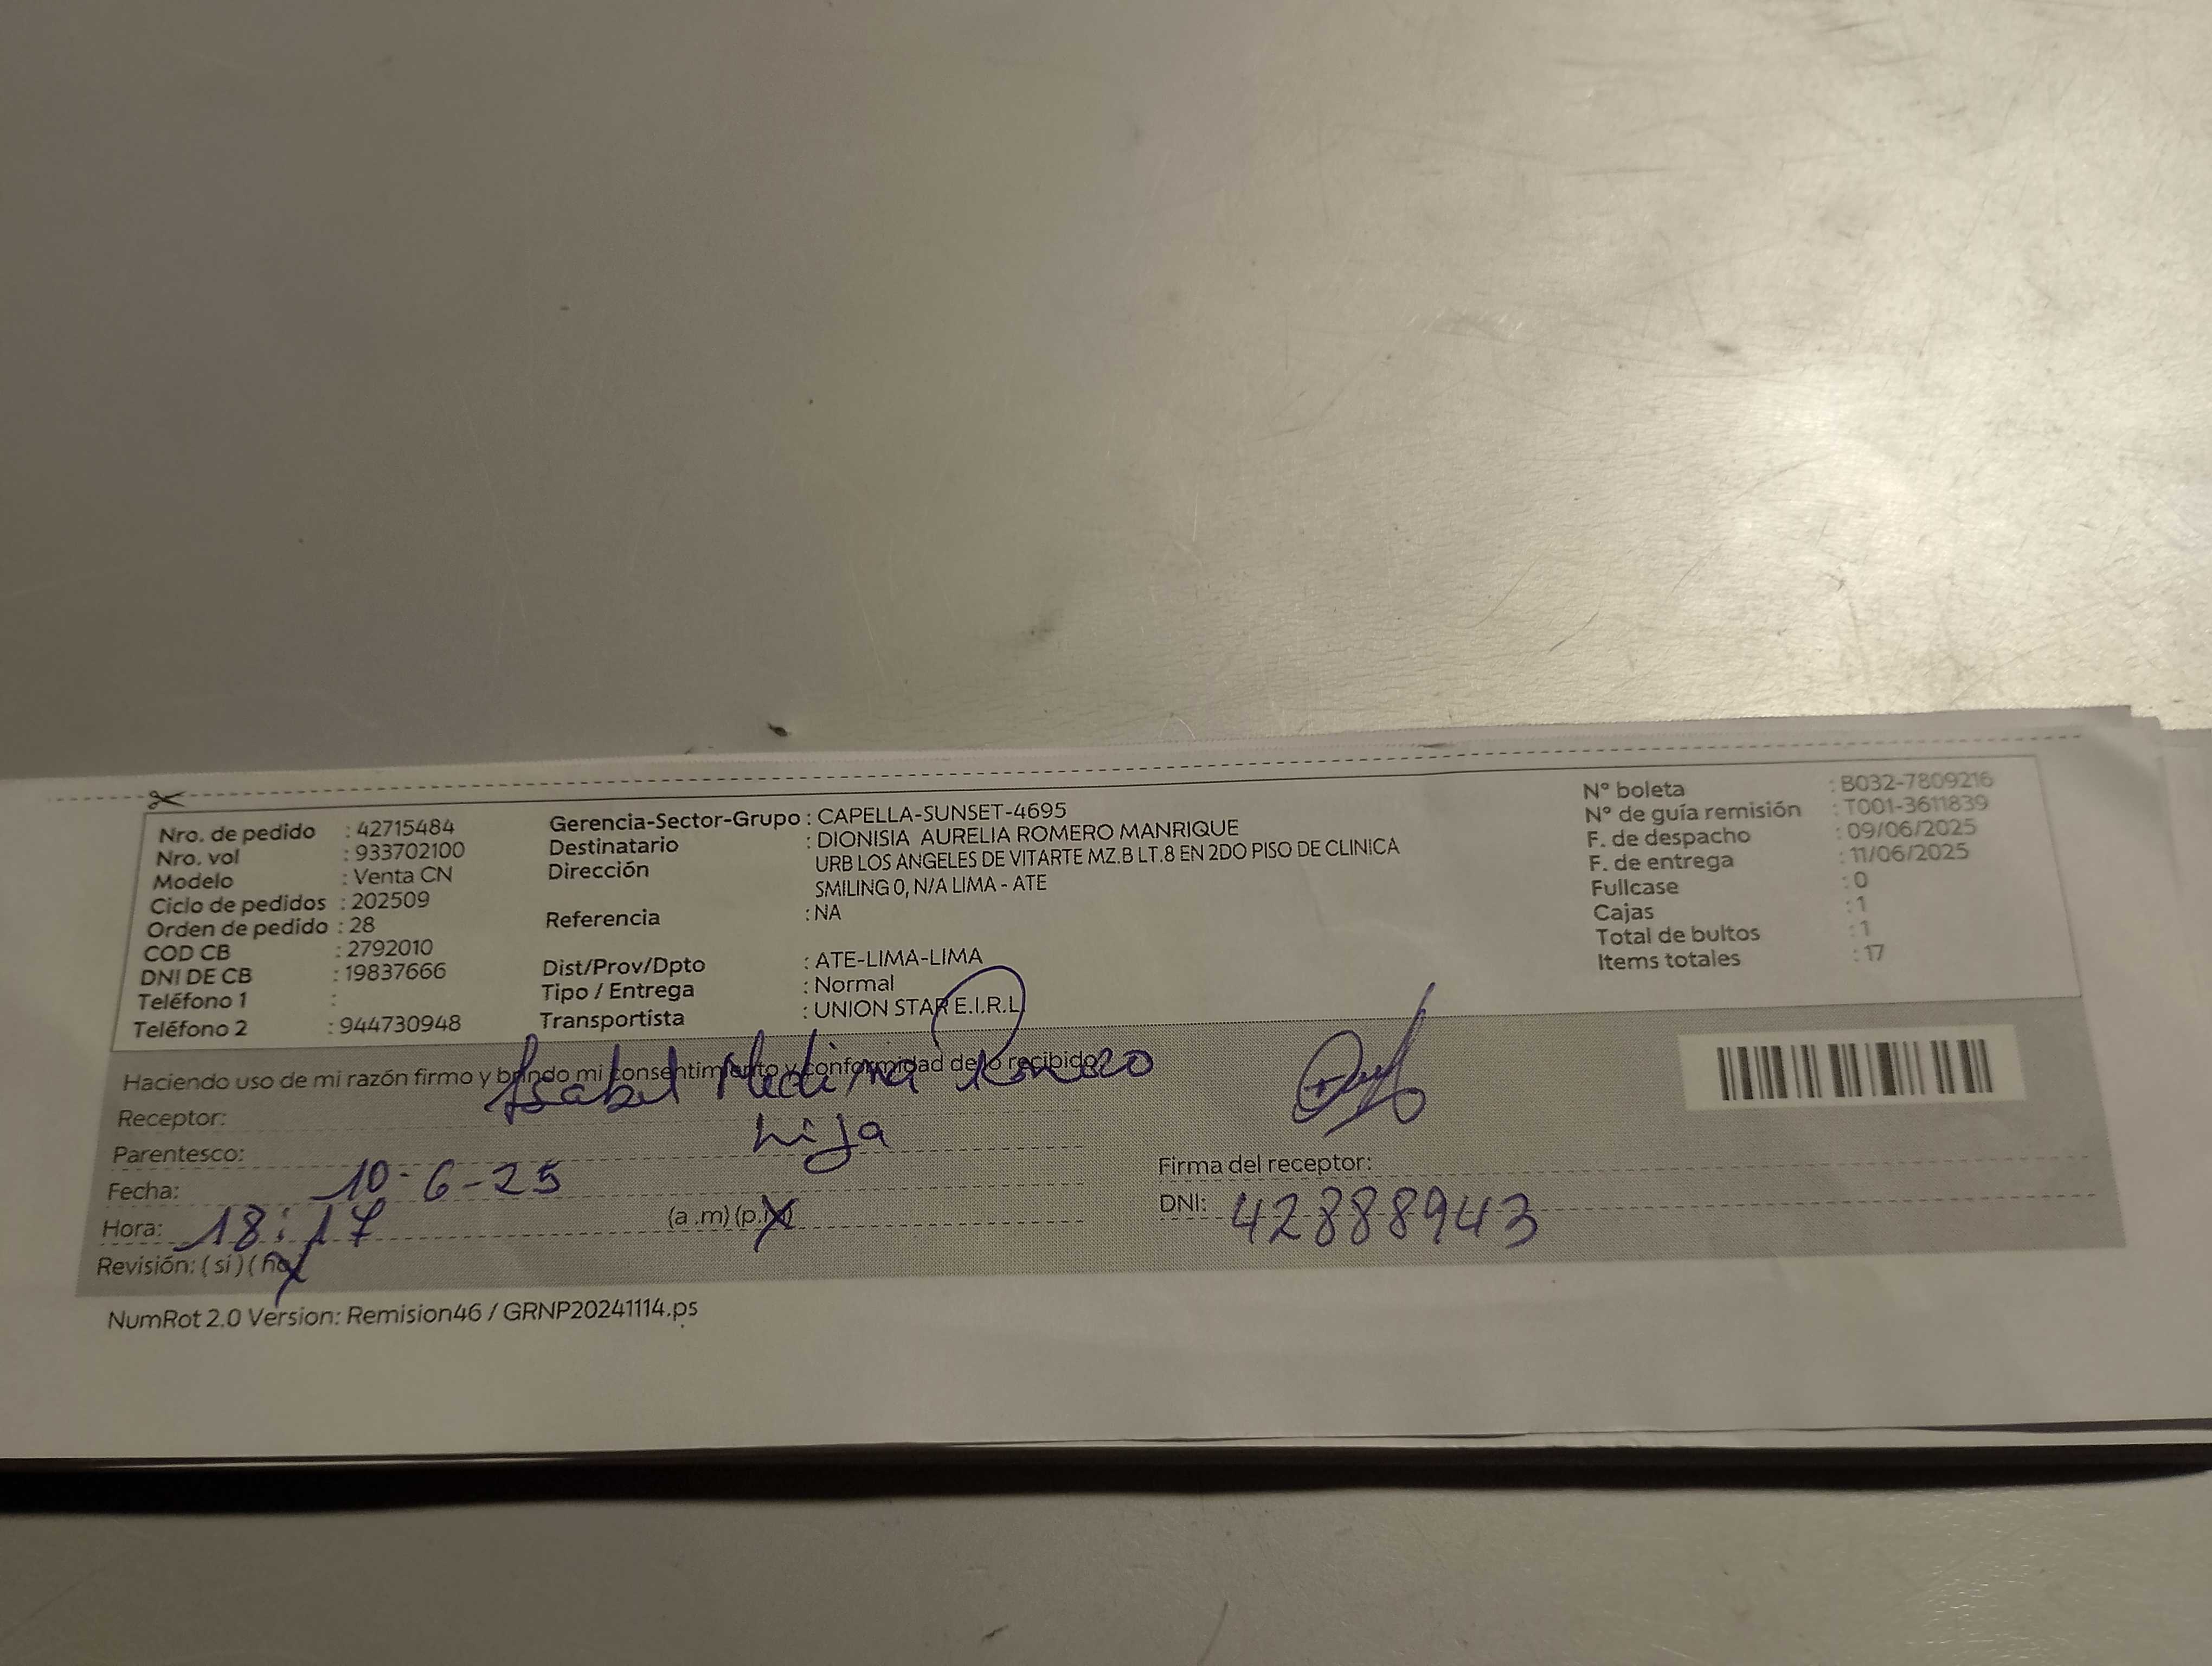 Nro. de pedido : 42715484
Nro. vol : 933702100
Modelo : Venta CN
Ciclo de pedidos : 202509
Orden de pedido : 28
COD CB : 2792010
DNI DE CB : 19837666
Teléfono 1 :
Teléfono 2 : 944730948
Gerencia-Sector-Grupo : CAPELLA-SUNSET-4695
Destinatario : DIONISIA AURELIA ROMERO MANRIQUE
Dirección URB LOS ANGELES DE VITARTE MZ.B LT.8 EN 2DO PISO DE CLINICA
SMILING 0, N/A LIMA - ATE
Referencia : NA
Dist/Prov/Dpto : ATE-LIMA-LIMA
Tipo / Entrega : Normal
Transportista : UNION STAR E.I.R.L
N° boleta : B032-7809216
N° de guía remisión : T001-3611839
F. de despacho : 09/06/2025
F. de entrega : 11/06/2025
Fullcase : 0
Cajas : 1
Total de bultos : 1
Items totales : 17
Haciendo uso de mi razón firmo y brindo mi consentimiento y conformidad de lo recibido
Receptor: Isabel Medina Romero
Parentesco: hija
Fecha: 10-6-25
Hora: 18:17 (a .m) (p.m)
Revisión: ( si ) ( no )
Firma del receptor:
DNI: 42888943
NumRot 2.0 Version: Remision46 / GRNP20241114.ps